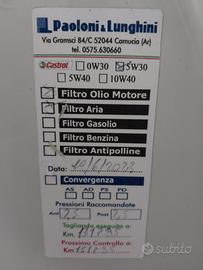 Paoloni & Lunghini
Via Gramsci 84/C 52044 Camucia (Ar)
tel. 0575.630660
Castrol 0W30 5W30
5W40 10W40
Filtro Olio Motore
Filtro Aria
Filtro Gasolio
Filtro Benzina
Filtro Antipolline
Convergenza
AS AD PS PD
Pressioni Raccomandate
Ant Post
Tagliando eseguito a:
Km
Prossimo Controllo a:
Km
subito